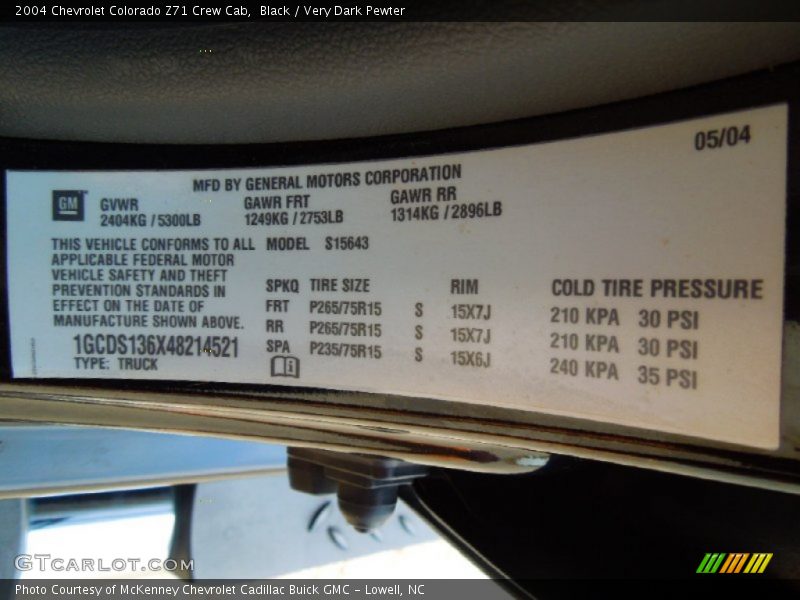 2004 Chevrolet Colorado Z71 Crew Cab, Black / Very Dark Pewter
05/04
MFD BY GENERAL MOTORS CORPORATION
GM GVWR GAWR FRT GAWR RR
2404KG / 5300LB 1249KG / 2753LB 1314KG / 2896LB
THIS VEHICLE CONFORMS TO ALL
APPLICABLE FEDERAL MOTOR
VEHICLE SAFETY AND THEFT
PREVENTION STANDARDS IN
EFFECT ON THE DATE OF
MANUFACTURE SHOWN ABOVE.
1GCDS136X48214521
TYPE: TRUCK
MODEL S15643
SPKQ TIRE SIZE RIM COLD TIRE PRESSURE
FRT P265/75R15 S 15X7J 210 KPA 30 PSI
RR P265/75R15 S 15X7J 210 KPA 30 PSI
SPA P235/75R15 S 15X6J 240 KPA 35 PSI
GTCarlot.com
Photo Courtesy of McKenney Chevrolet Cadillac Buick GMC - Lowell, NC